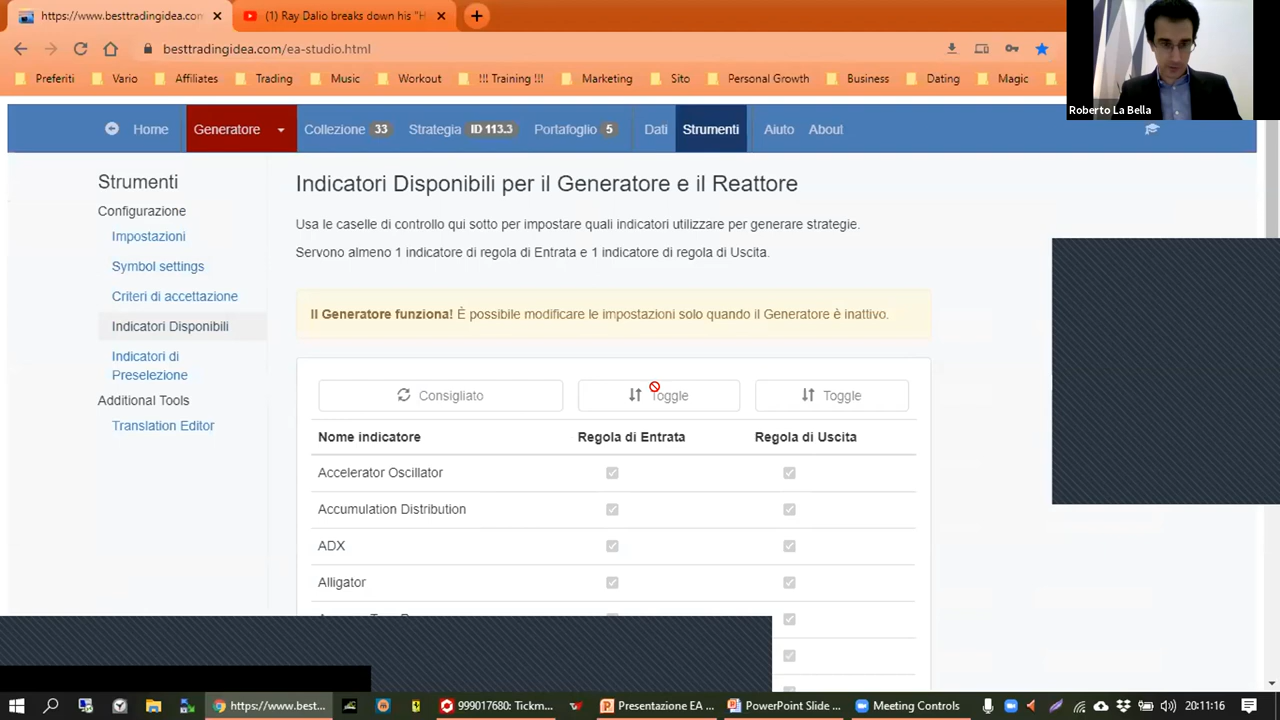 https://www.besttradingidea.con
(1) Ray Dalio breaks down his "H
besttradingidea.com/ea-studio.html
Preferiti
Vario
Affiliates
Trading
Music
Workout
!!! Training !!!
Marketing
Sito
Personal Growth
Business
Dating
Magic
Roberto La Bella
Home
Generatore
Collezione 33
Strategia ID 113.3
Portafoglio 5
Dati
Strumenti
Aiuto
About
Strumenti
Configurazione
Impostazioni
Symbol settings
Criteri di accettazione
Indicatori Disponibili
Indicatori di
Preselezione
Additional Tools
Translation Editor
Indicatori Disponibili per il Generatore e il Reattore
Usa le caselle di controllo qui sotto per impostare quali indicatori utilizzare per generare strategie.
Servono almeno 1 indicatore di regola di Entrata e 1 indicatore di regola di Uscita.
Il Generatore funziona! È possibile modificare le impostazioni solo quando il Generatore è inattivo.
Consigliato
Toggle
Toggle
Nome indicatore
Regola di Entrata
Regola di Uscita
Accelerator Oscillator
Accumulation Distribution
ADX
Alligator
https://www.best...
999017680: Tickm...
Presentazione EA ...
PowerPoint Slide ...
Meeting Controls
20:11:16